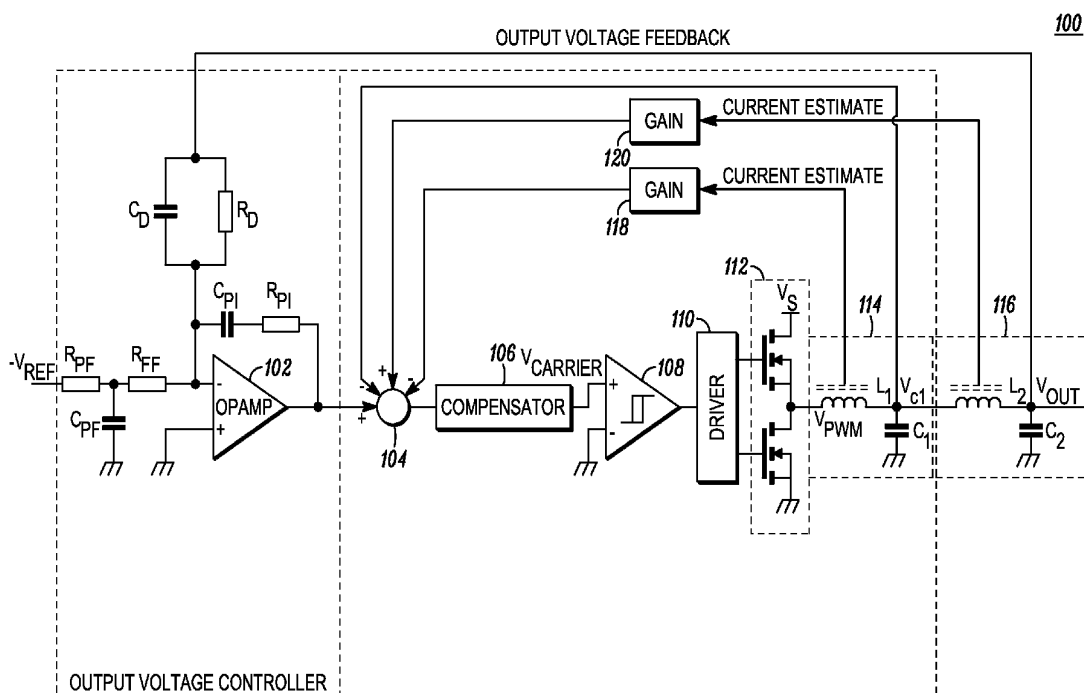 100
OUTPUT VOLTAGE FEEDBACK
GAIN
CURRENT ESTIMATE
120
GAIN
CURRENT ESTIMATE
118
C_D
R_D
C_PI
R_PI
112
V_S
114
116
110
-V_REF
R_PF
R_FF
102
106
V_CARRIER
108
-
OPAMP
+
C_PF
- + -
+
104
COMPENSATOR
+
-
DRIVER
V_PWM
L_1
V_c1
C_1
L_2
V_OUT
C_2
OUTPUT VOLTAGE CONTROLLER